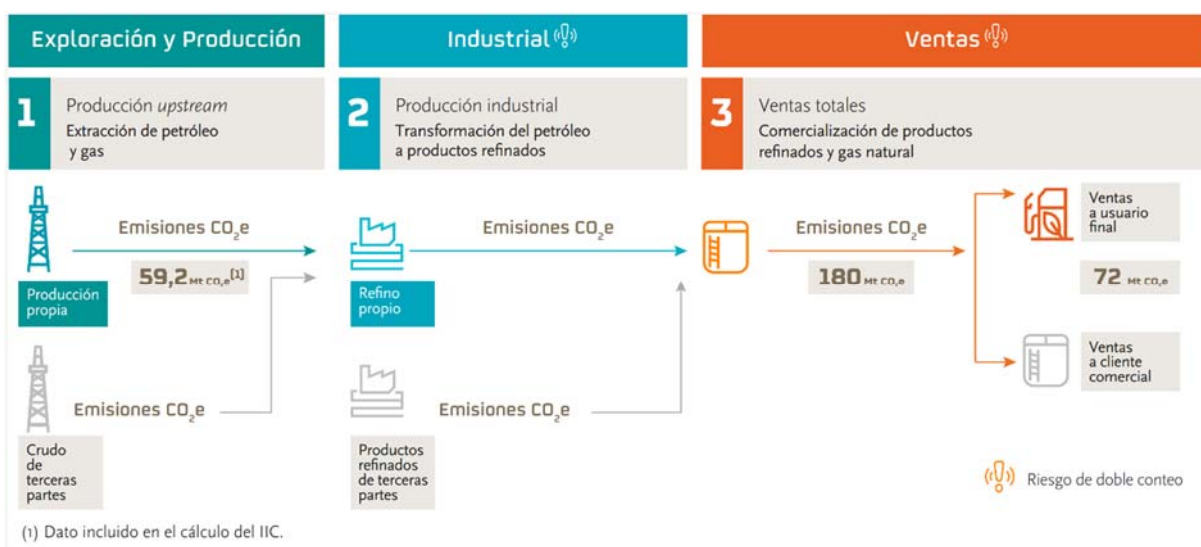 Exploración y Producción
Industrial
Ventas
1
Producción upstream
Extracción de petróleo
y gas
2
Producción industrial
Transformación del petróleo
a productos refinados
3
Ventas totales
Comercialización de productos
refinados y gas natural
Emisiones CO₂e
59,2 Mt CO₂e[1]
Producción
propia
Emisiones CO₂e
Refino
propio
Emisiones CO₂e
180 Mt CO₂e
Ventas
a usuario
final
72 Mt CO₂e
Ventas
a cliente
comercial
Emisiones CO₂e
Crudo
de
terceras
partes
Emisiones CO₂e
Productos
refinados
de terceras
partes
Riesgo de doble conteo
(1) Dato incluido en el cálculo del IIC.